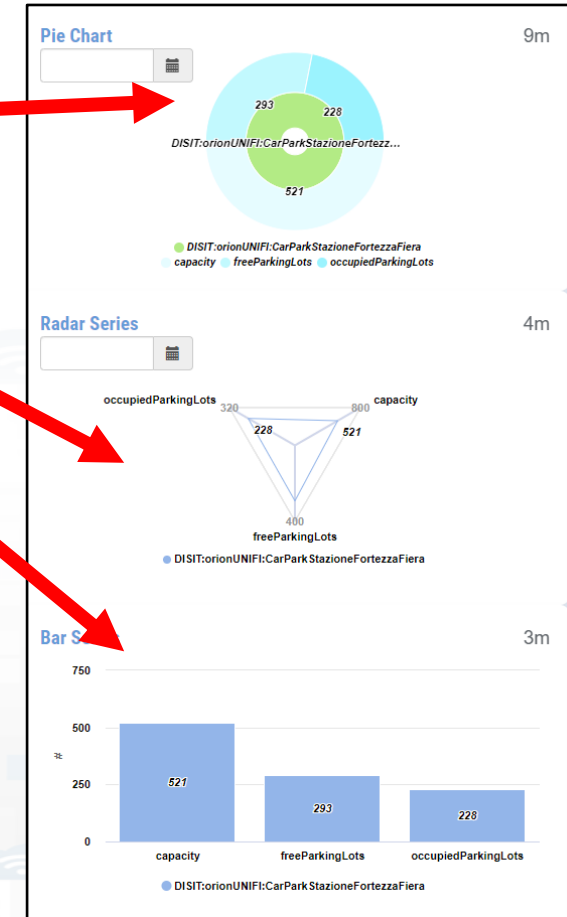 Pie Chart 9m
293 228
DISIT:orionUNIFI:CarParkStazioneFortezz...
521
DISIT:orionUNIFI:CarParkStazioneFortezzaFiera
capacity freeParkingLots occupiedParkingLots
Radar Series 4m
occupiedParkingLots 320 800 capacity
228 521
400
freeParkingLots
DISIT:orionUNIFI:CarParkStazioneFortezzaFiera
Bar 3m
750
500
#
521
250
293
228
0
capacity freeParkingLots occupiedParkingLots
DISIT:orionUNIFI:CarParkStazioneFortezzaFiera